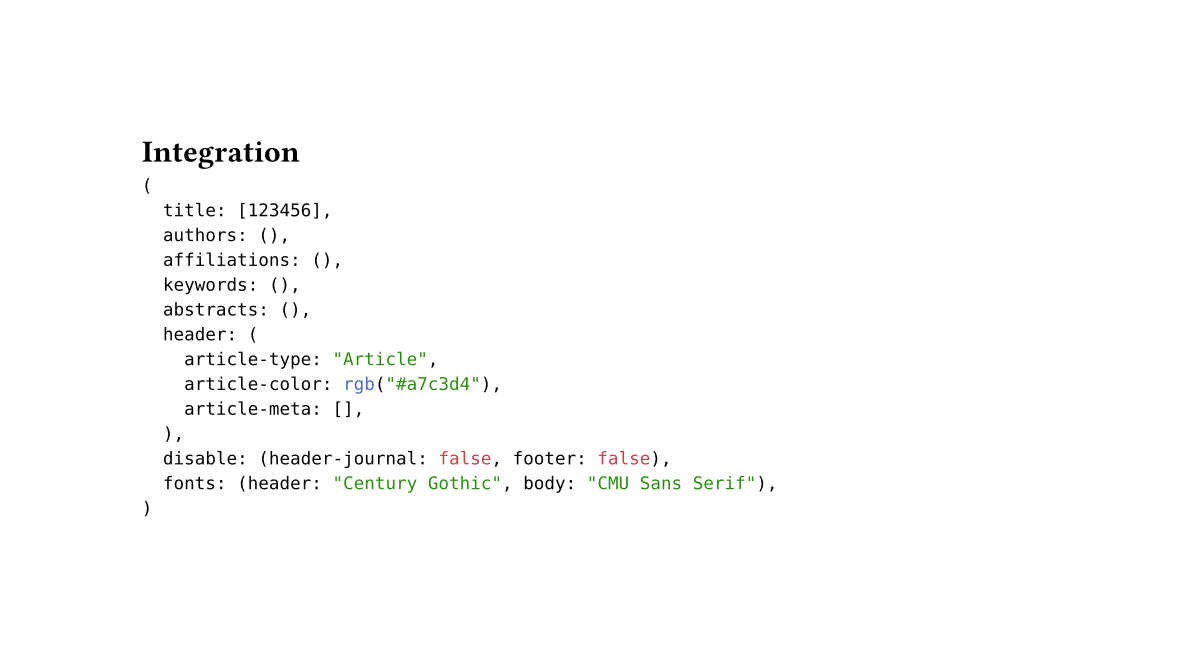 Integration
(
  title: [123456],
  authors: (),
  affiliations: (),
  keywords: (),
  abstracts: (),
  header: (
    article-type: "Article",
    article-color: rgb("#a7c3d4"),
    article-meta: [],
  ),
  disable: (header-journal: false, footer: false),
  fonts: (header: "Century Gothic", body: "CMU Sans Serif"),
)